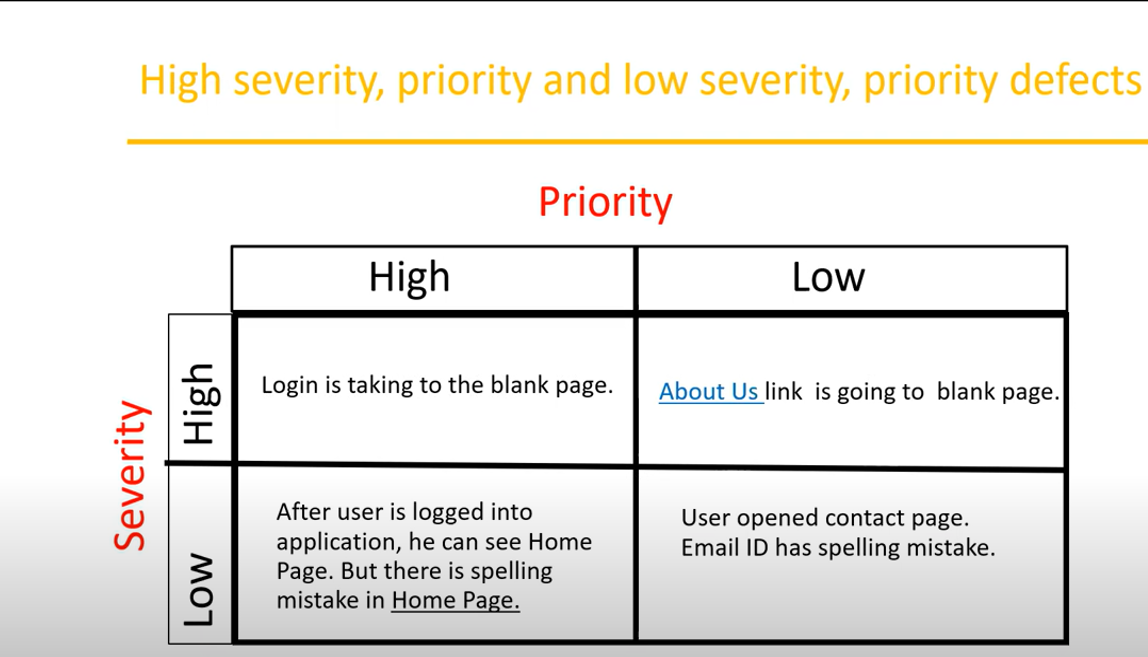 High severity, priority and low severity, priority defects
Priority
High
Low
Severity
High
Login is taking to the blank page.
About Us link is going to blank page.
Low
After user is logged into
application, he can see Home
Page. But there is spelling
mistake in Home Page.
User opened contact page.
Email ID has spelling mistake.